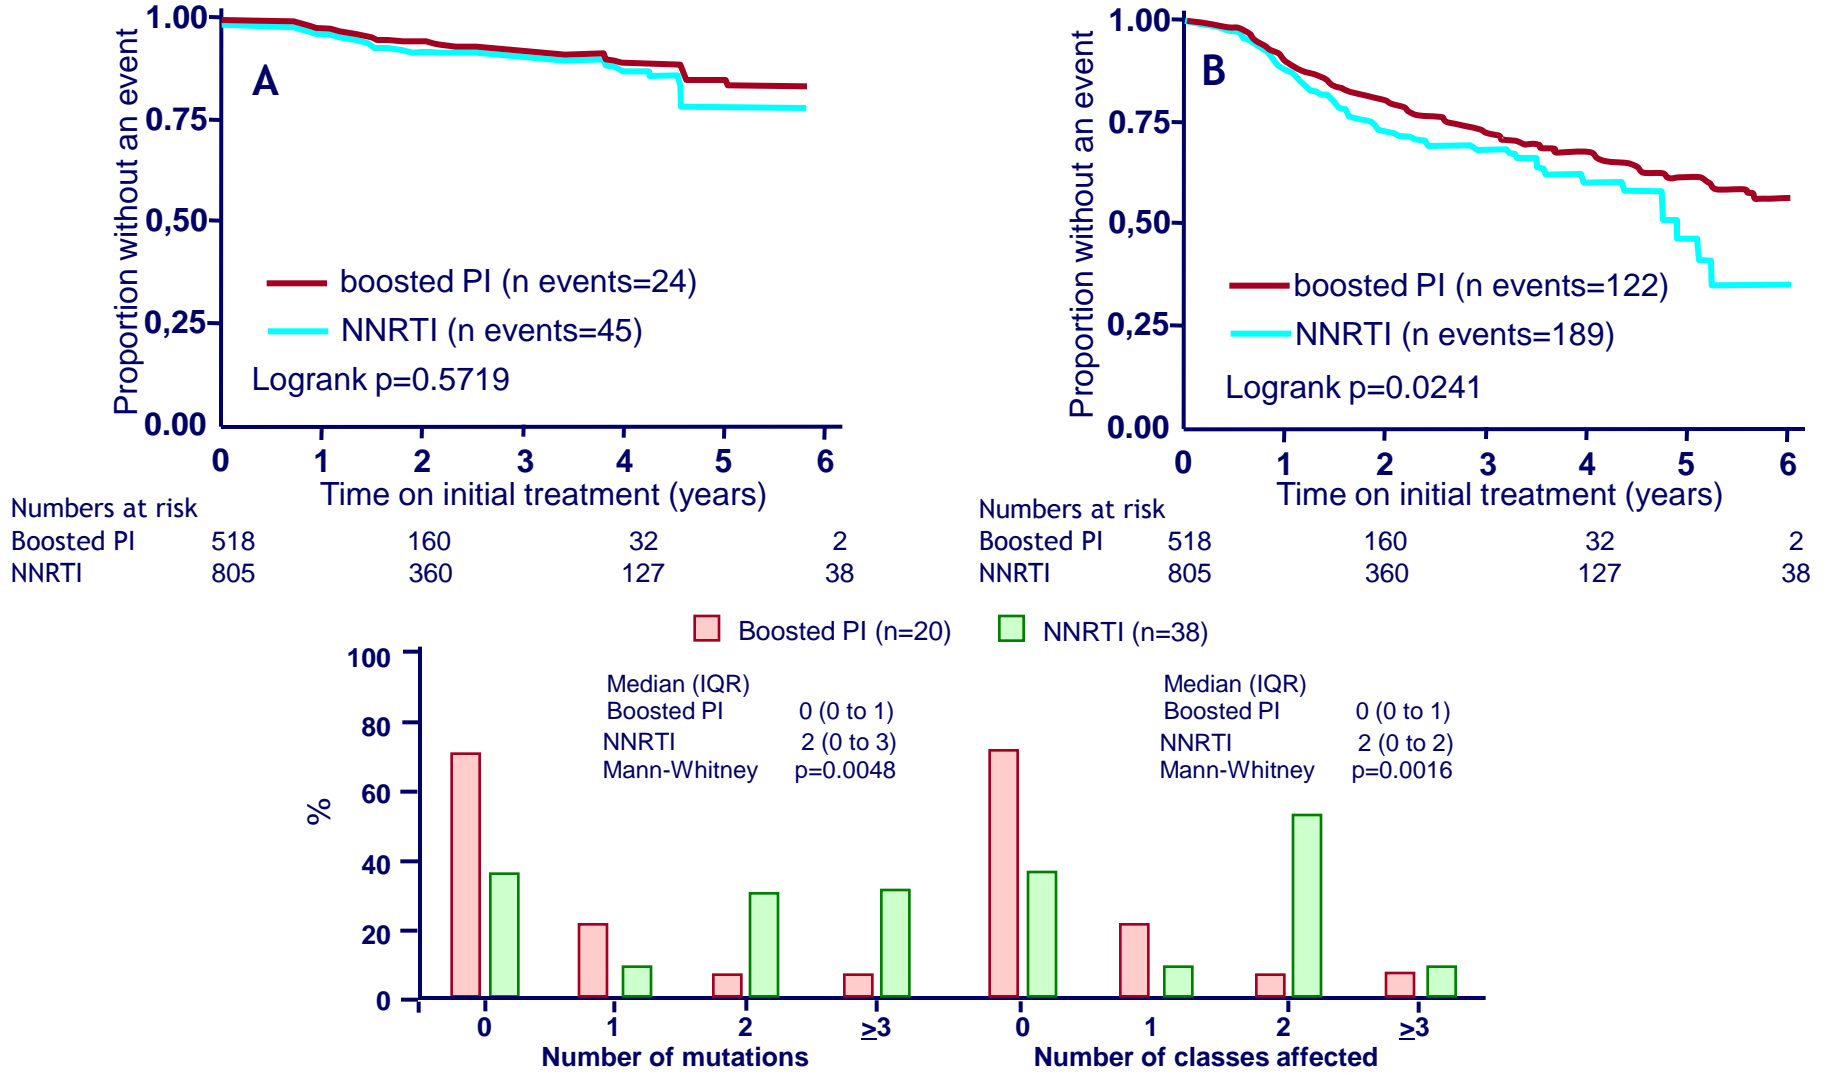 Proportion without an event
1.00
0.75
0,50
0,25
0.00
A
boosted PI (n events=24)
NNRTI (n events=45)
Logrank p=0.5719
0 1 2 3 4 5 6
Time on initial treatment (years)
Numbers at risk
Boosted PI 518 160 32 2
NNRTI 805 360 127 38
Proportion without an event
1.00
0.75
0,50
0,25
0.00
B
boosted PI (n events=122)
NNRTI (n events=189)
Logrank p=0.0241
0 1 2 3 4 5 6
Time on initial treatment (years)
Numbers at risk
Boosted PI 518 160 32 2
NNRTI 805 360 127 38
Boosted PI (n=20) NNRTI (n=38)
%
100
80
60
40
20
0
Median (IQR)
Boosted PI 0 (0 to 1)
NNRTI 2 (0 to 3)
Mann-Whitney p=0.0048
Median (IQR)
Boosted PI 0 (0 to 1)
NNRTI 2 (0 to 2)
Mann-Whitney p=0.0016
0 1 2 ≥3
Number of mutations
0 1 2 ≥3
Number of classes affected